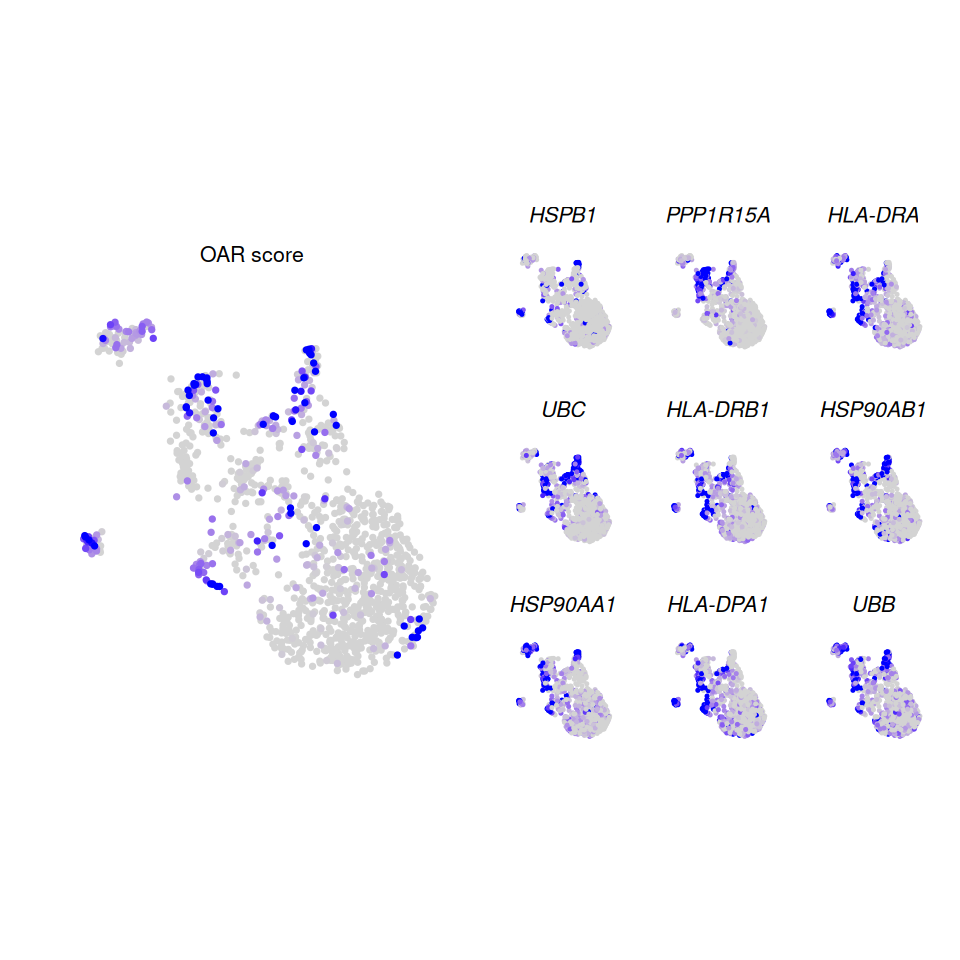 OAR score
HSPB1
PPP1R15A
HLA-DRA
UBC
HLA-DRB1
HSP90AB1
HSP90AA1
HLA-DPA1
UBB